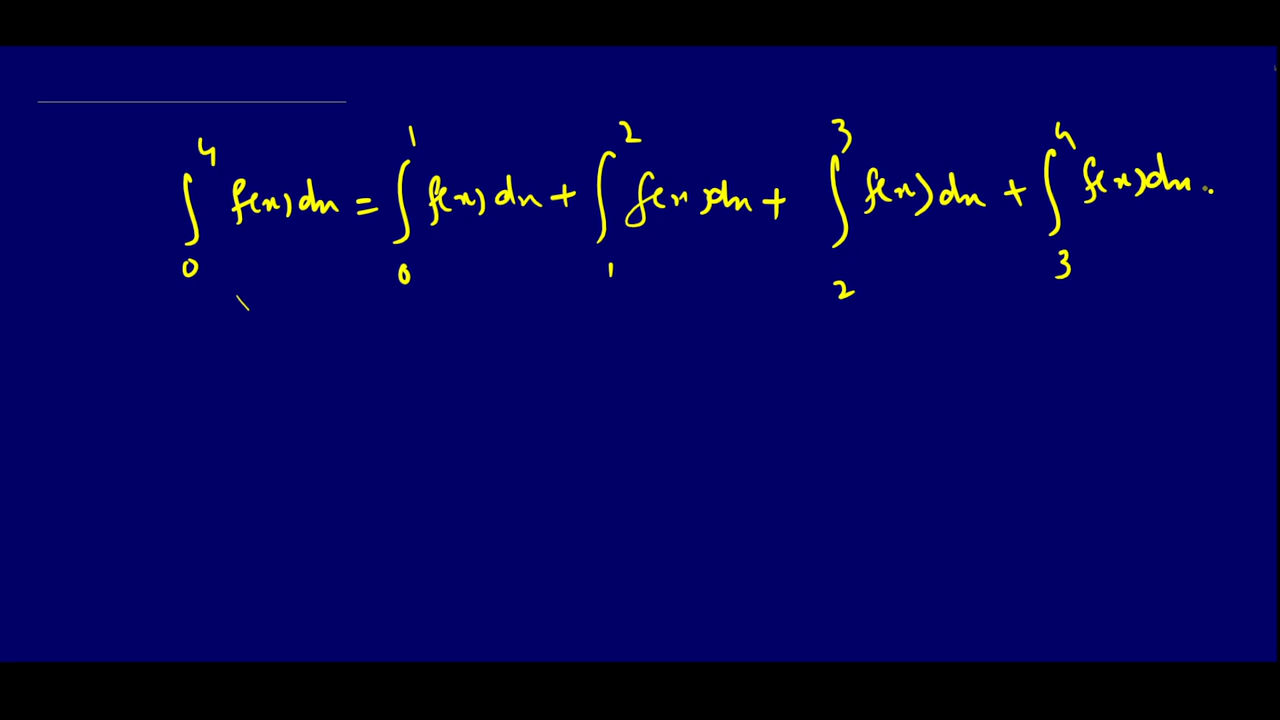 ∫₀⁴ f(x)dx = ∫₀¹ f(x)dx + ∫₁² f(x)dx + ∫₂³ f(x)dx + ∫₃⁴ f(x)dx.